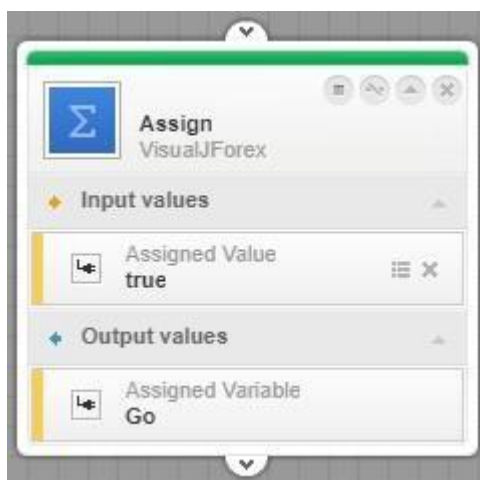 Σ
Assign
VisualJForex
Input values
Assigned Value
true
Output values
Assigned Variable
Go